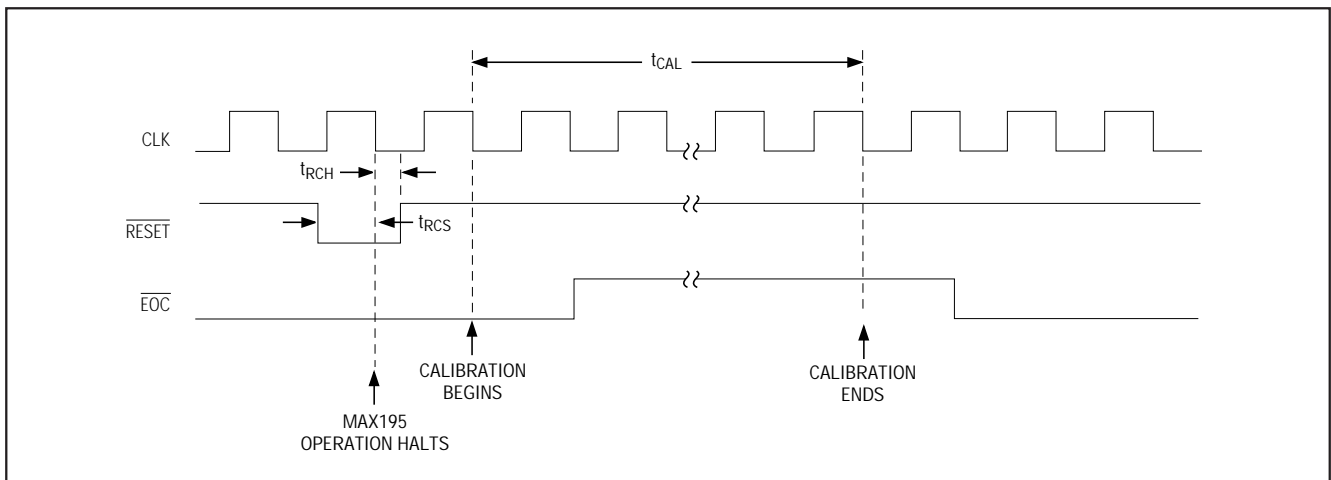 tCAL
CLK
tRCH
RESET
tRCS
EOC
CALIBRATION
BEGINS
CALIBRATION
ENDS
MAX195
OPERATION HALTS